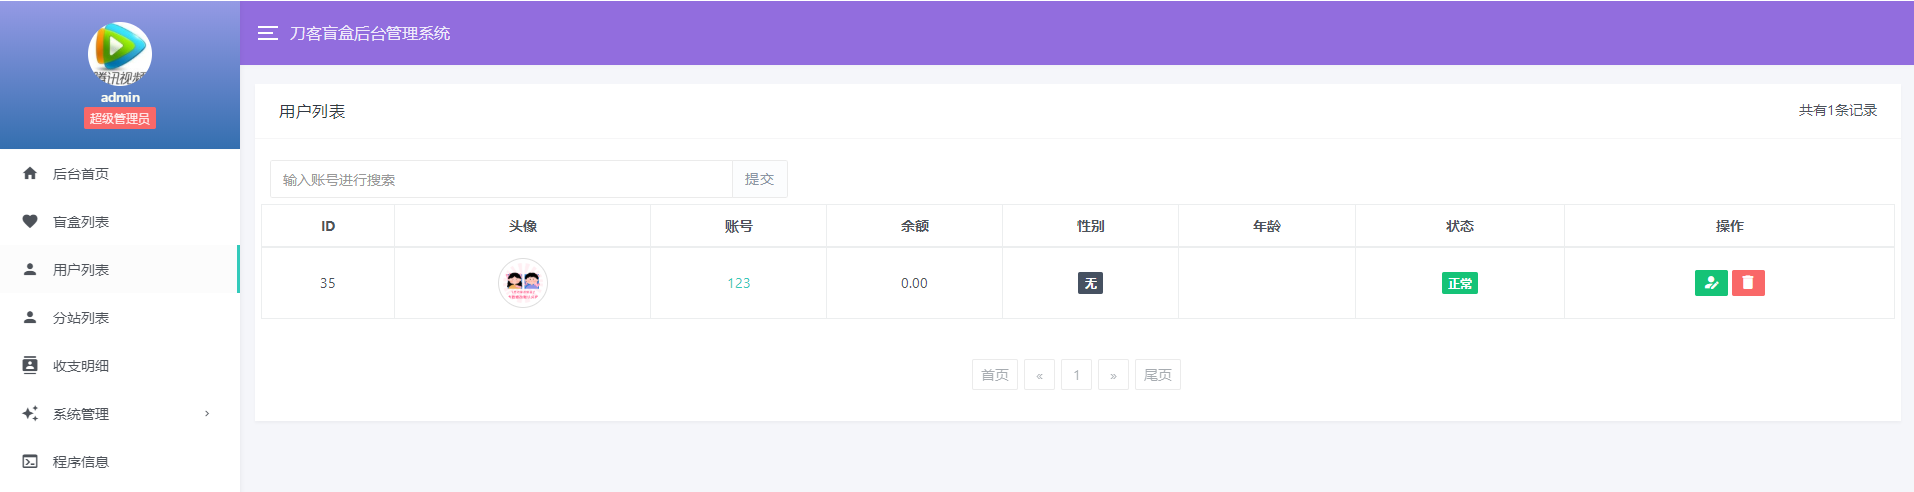 腾讯视频
admin
超级管理员
后台首页
盲盒列表
用户列表
分站列表
收支明细
系统管理
程序信息
刀客盲盒后台管理系统
用户列表
共有1条记录
输入账号进行搜索 提交
ID 头像 账号 余额 性别 年龄 状态 操作
35 123 0.00 无 正常
首页 « 1 » 尾页